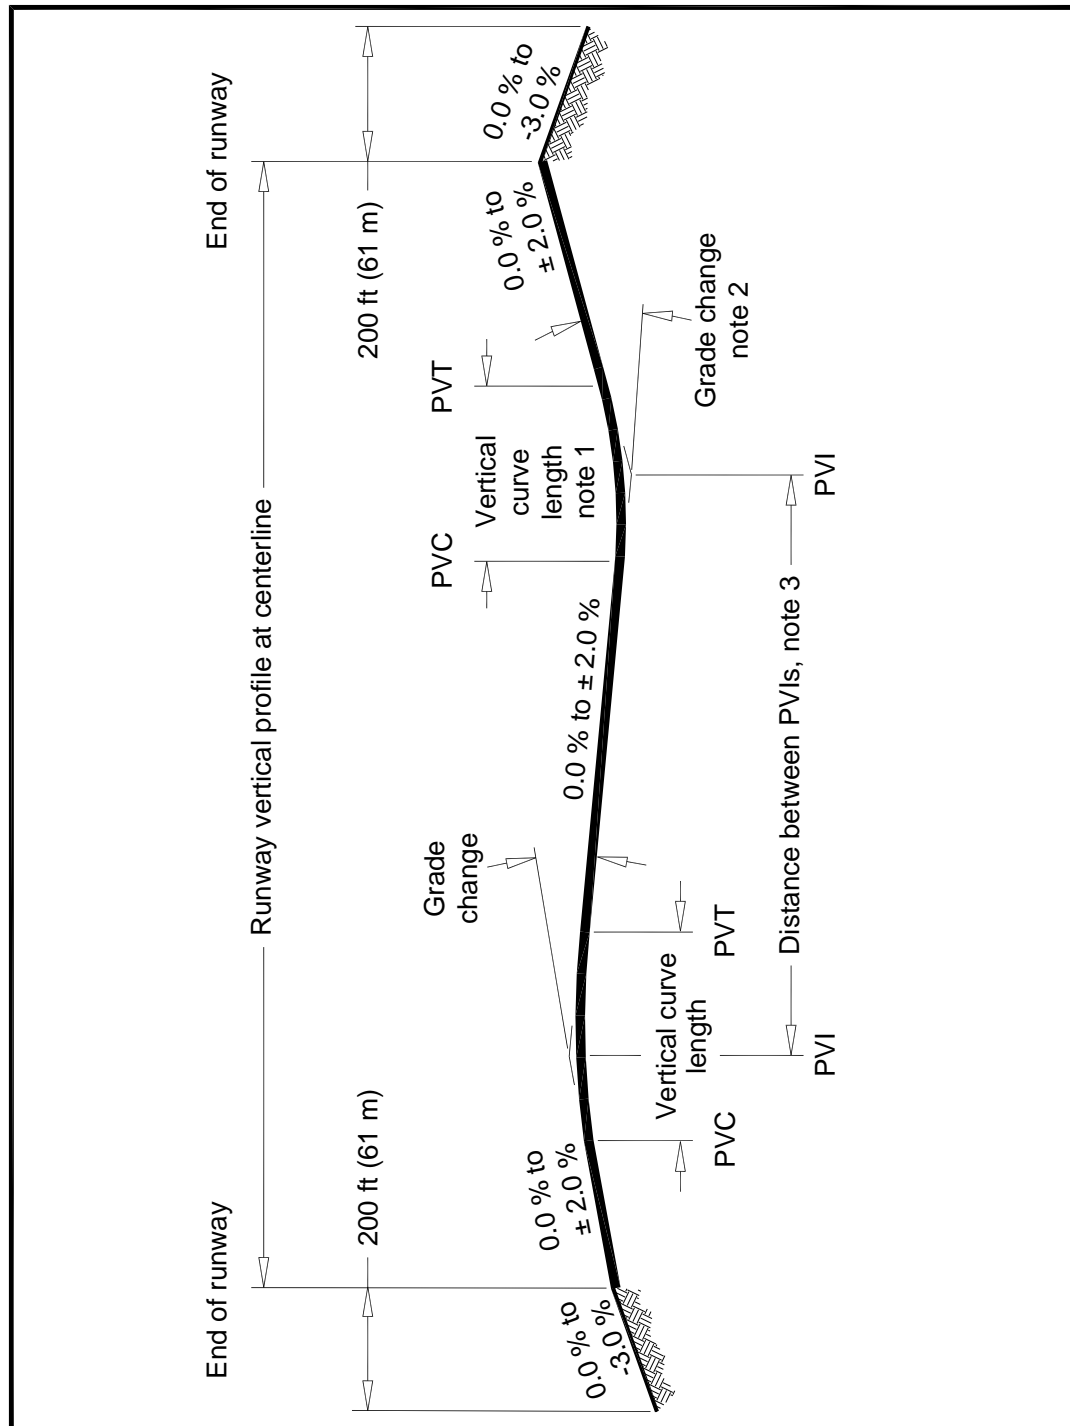 End of runway
End of runway
Runway vertical profile at centerline
200 ft (61 m)
200 ft (61 m)
0.0 % to
-3.0 %
0.0 % to
± 2.0 %
Grade
change
0.0 % to ± 2.0 %
PVC
PVT
Vertical
curve
length
note 1
0.0 % to
± 2.0 %
0.0 % to
-3.0 %
PVC
Vertical curve
length
PVT
Grade change
note 2
PVI
Distance between PVIs, note 3
PVI